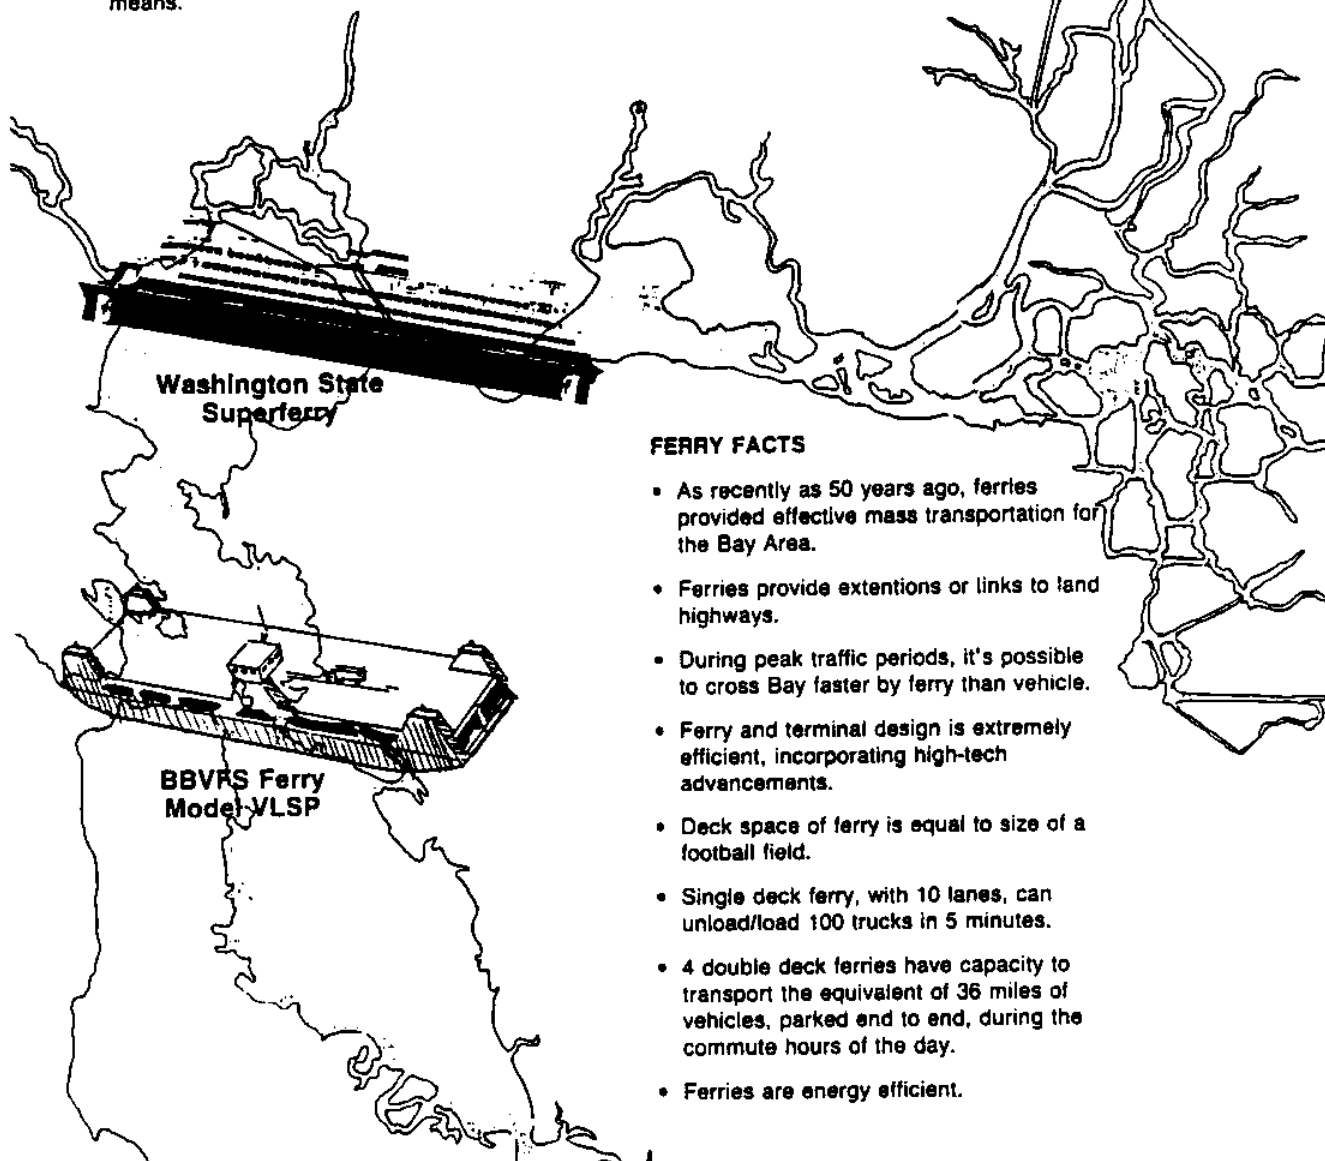 means.
Washington State
Superferry
FERRY FACTS
• As recently as 50 years ago, ferries
provided effective mass transportation for
the Bay Area.
• Ferries provide extentions or links to land
highways.
• During peak traffic periods, it's possible
to cross Bay faster by ferry than vehicle.
• Ferry and terminal design is extremely
efficient, incorporating high-tech
advancements.
• Deck space of ferry is equal to size of a
football field.
• Single deck ferry, with 10 lanes, can
unload/load 100 trucks in 5 minutes.
• 4 double deck ferries have capacity to
transport the equivalent of 36 miles of
vehicles, parked end to end, during the
commute hours of the day.
• Ferries are energy efficient.
BBVFS Ferry
Model VLSP